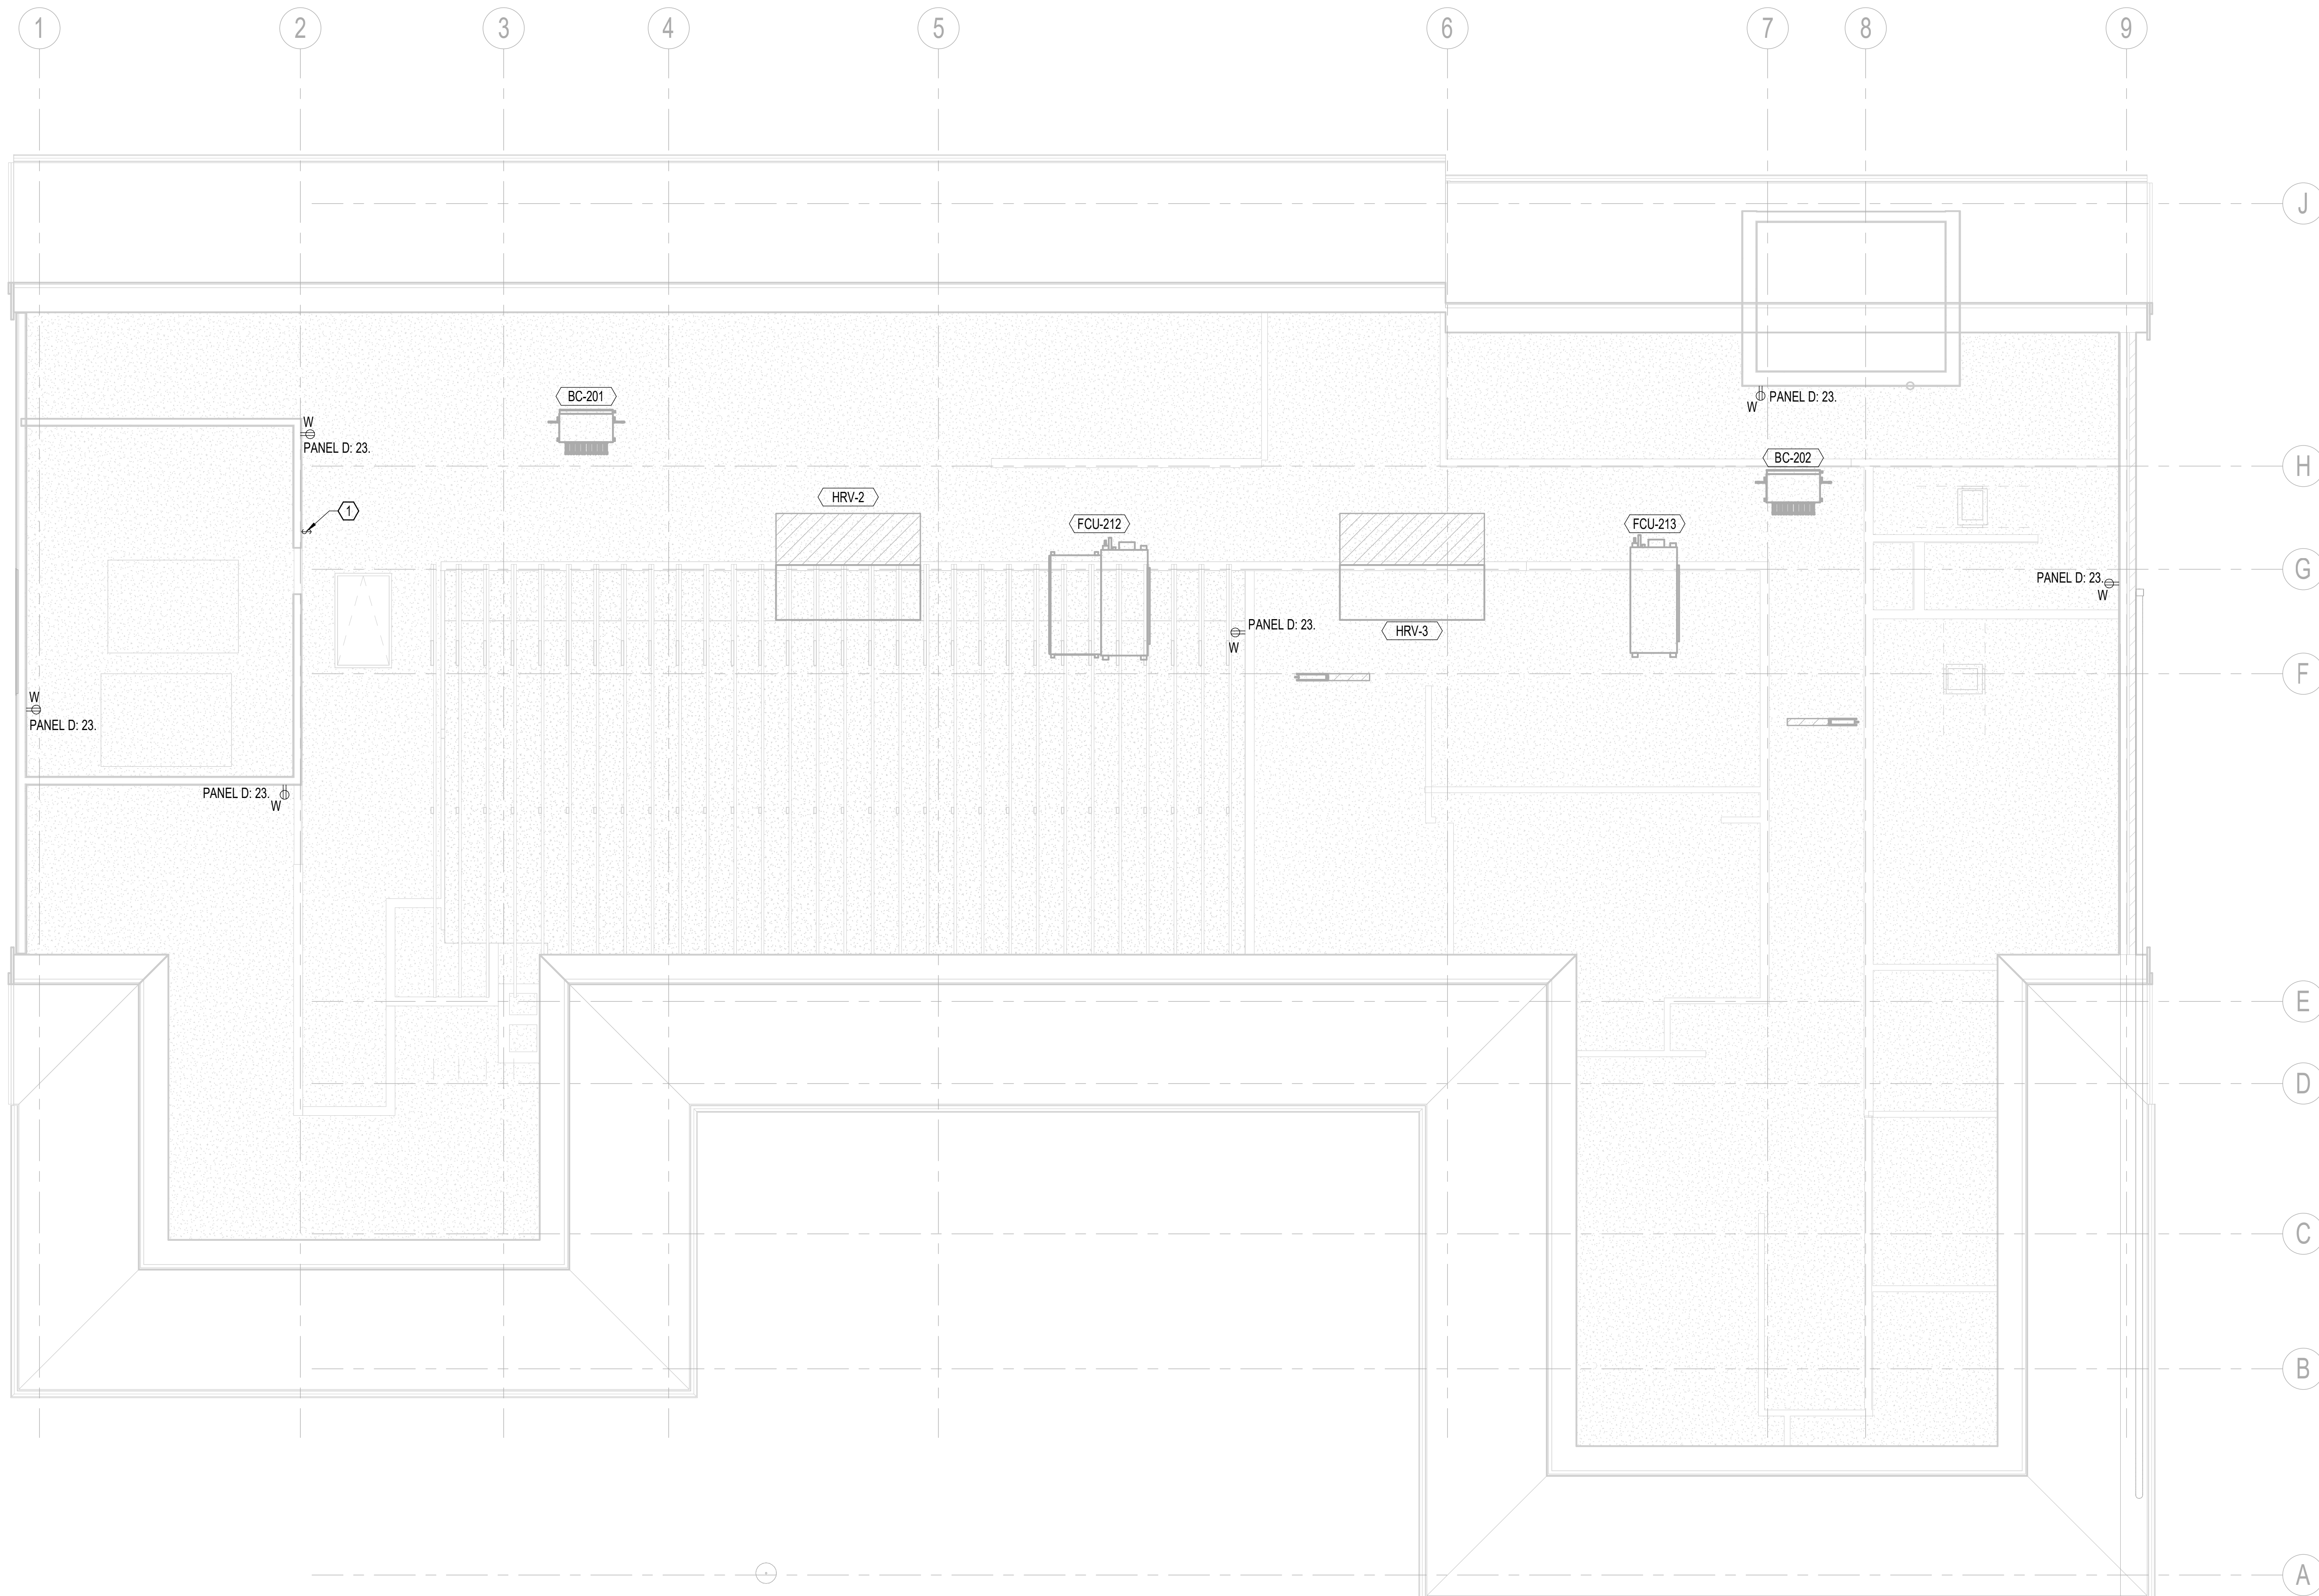 1
2
3
4
5
6
7
8
9
J
BC-201
PANEL D: 23.
W
W
PANEL D: 23.
BC-202
H
HRV-2
1
FCU-212
FCU-213
G
PANEL D: 23.
W
PANEL D: 23.
W
HRV-3
F
W
PANEL D: 23.
PANEL D: 23.
W
E
D
C
B
A